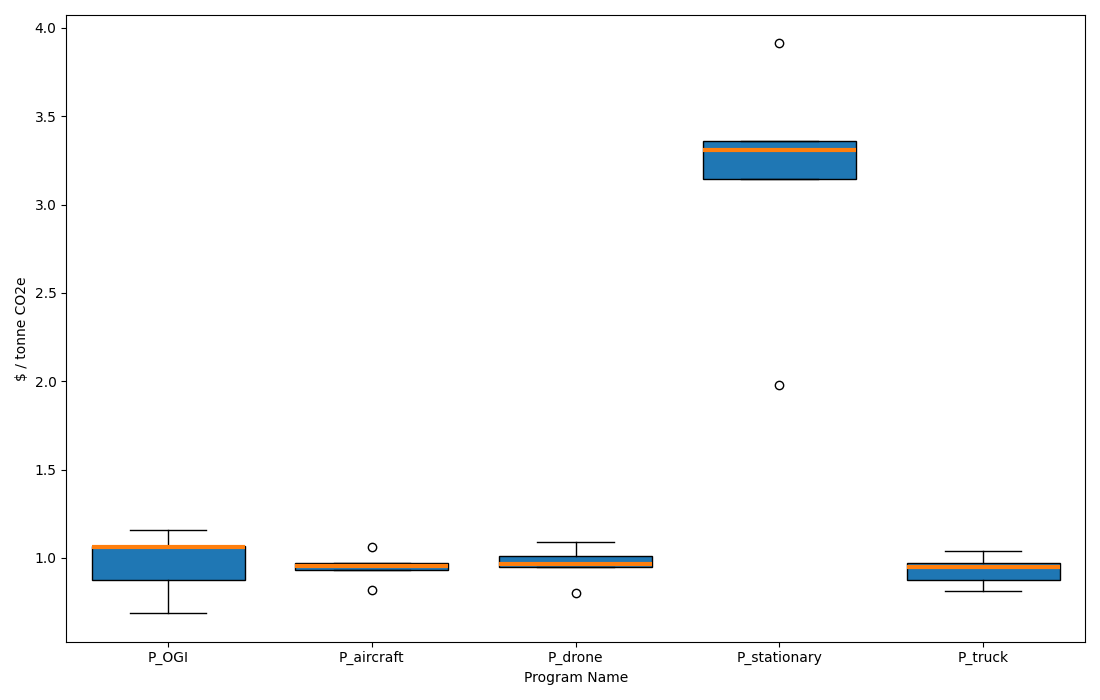 $ / tonne CO2e
4.0
3.5
3.0
2.5
2.0
1.5
1.0
P_OGI
P_aircraft
P_drone
P_stationary
P_truck
Program Name